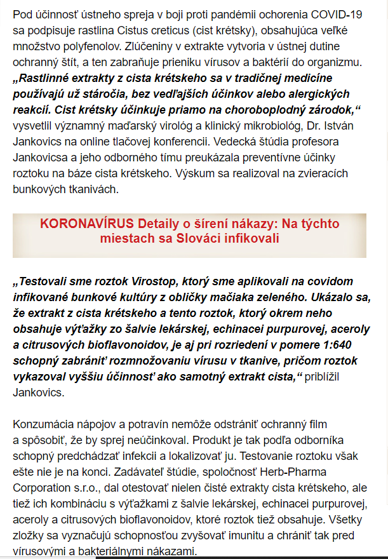 Pod účinnosť ústneho spreja v boji proti pandémii ochorenia COVID-19
sa podpisuje rastlina Cistus creticus (cist krétsky), obsahujúca veľké
množstvo polyfenolov. Zlúčeniny v extrakte vytvoria v ústnej dutine
ochranný štít, a ten zabraňuje prieniku vírusov a baktérií do organizmu.
„Rastlinné extrakty z cista krétskeho sa v tradičnej medicíne
používajú už stáročia, bez vedľajších účinkov alebo alergických
reakcií. Cist krétsky účinkuje priamo na choroboplodný zárodok,“
vysvetlil významný maďarský virológ a klinický mikrobiológ, Dr. István
Jankovics na online tlačovej konferencii. Vedecká štúdia profesora
Jankovicsa a jeho odborného tímu preukázala preventívne účinky
roztoku na báze cista krétskeho. Výskum sa realizoval na zvieracích
bunkových tkanivách.
KORONAVÍRUS Detaily o šírení nákazy: Na týchto
miestach sa Slováci infikovali
„Testovali sme roztok Virostop, ktorý sme aplikovali na covidom
infikované bunkové kultúry z obličky mačiaka zeleného. Ukázalo sa,
že extrakt z cista krétskeho a tento roztok, ktorý okrem neho
obsahuje výťažky zo šalvie lekárskej, echinacei purpurovej, aceroly
a citrusových bioflavonoidov, je aj pri rozriedení v pomere 1:640
schopný zabrániť rozmnožovaniu vírusu v tkanive, pričom roztok
vykazoval vyššiu účinnosť ako samotný extrakt cista,“ priblížil
Jankovics.
Konzumácia nápojov a potravín nemôže odstrániť ochranný film
a spôsobiť, že by sprej neúčinkoval. Produkt je tak podľa odborníka
schopný predchádzať infekcii a lokalizovať ju. Testovanie roztoku však
ešte nie je na konci. Zadávateľ štúdie, spoločnosť Herb-Pharma
Corporation s.r.o., dal otestovať nielen čisté extrakty cista krétskeho, ale
tiež ich kombináciu s výťažkami z šalvie lekárskej, echinacei purpurovej,
aceroly a citrusových bioflavonoidov, ktoré roztok tiež obsahuje. Všetky
zložky sa vyznačujú schopnosťou zvyšovať imunitu a chrániť tak pred
vírusovými a bakteriálnymi nákazami.